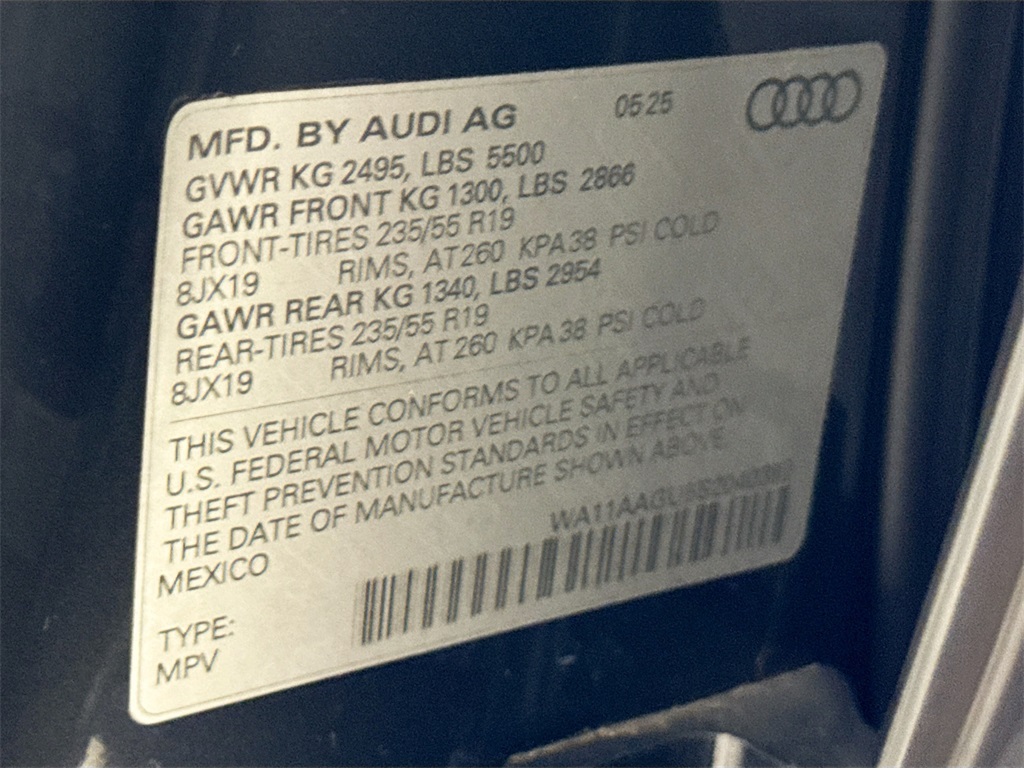 MFD. BY AUDI AG 05 25
GVWR KG 2495, LBS 5500
GAWR FRONT KG 1300, LBS 2866
FRONT-TIRES 235/55 R19
8JX19 RIMS, AT 260 KPA 38 PSI COLD
GAWR REAR KG 1340, LBS 2954
REAR-TIRES 235/55 R19
8JX19 RIMS, AT 260 KPA 38 PSI COLD
THIS VEHICLE CONFORMS TO ALL APPLICABLE
U.S. FEDERAL MOTOR VEHICLE SAFETY AND
THEFT PREVENTION STANDARDS IN EFFECT ON
THE DATE OF MANUFACTURE SHOWN ABOVE
MEXICO
TYPE:
MPV